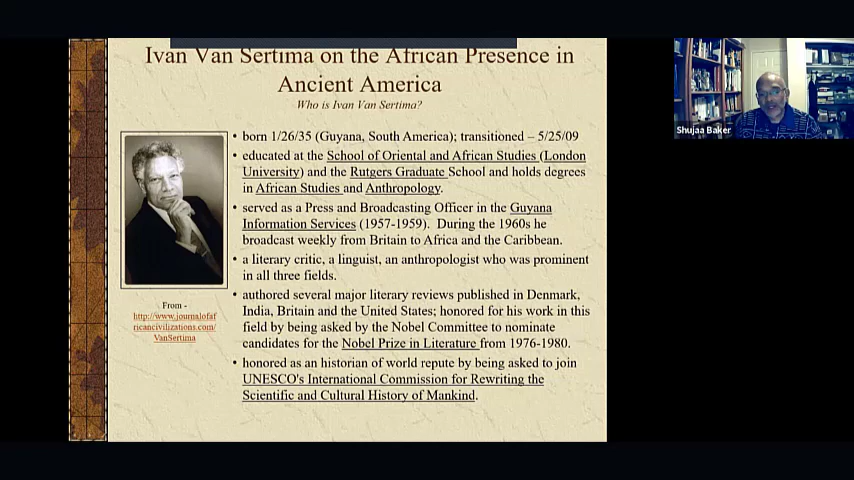 Ivan Van Sertima on the African Presence in
Ancient America
Who is Ivan Van Sertima?
• born 1/26/35 (Guyana, South America); transitioned – 5/25/09
• educated at the School of Oriental and African Studies (London
University) and the Rutgers Graduate School and holds degrees
in African Studies and Anthropology.
• served as a Press and Broadcasting Officer in the Guyana
Information Services (1957-1959). During the 1960s he
broadcast weekly from Britain to Africa and the Caribbean.
• a literary critic, a linguist, an anthropologist who was prominent
in all three fields.
• authored several major literary reviews published in Denmark,
India, Britain and the United States; honored for his work in this
field by being asked by the Nobel Committee to nominate
candidates for the Nobel Prize in Literature from 1976-1980.
• honored as an historian of world repute by being asked to join
UNESCO's International Commission for Rewriting the
Scientific and Cultural History of Mankind.
From -
http://www.journalofaf
ricancivilizations.com/
VanSertima
Shujaa Baker